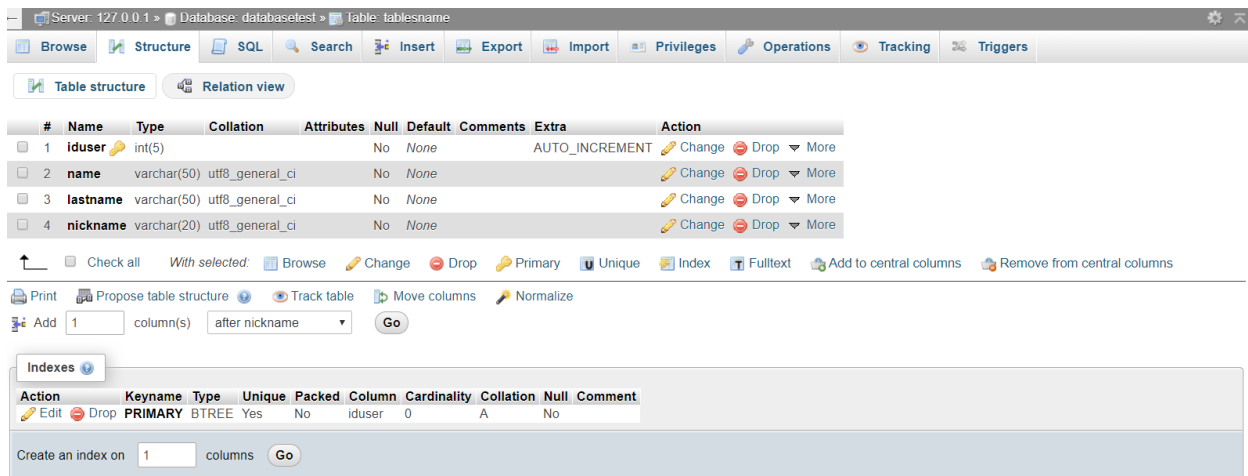 Server: 127.0.0.1 » Database: databasetest » Table: tablesname
Browse Structure SQL Search Insert Export Import Privileges Operations Tracking Triggers
Table structure Relation view
# Name Type Collation Attributes Null Default Comments Extra Action
1 iduser int(5) No None AUTO_INCREMENT Change Drop More
2 name varchar(50) utf8_general_ci No None Change Drop More
3 lastname varchar(50) utf8_general_ci No None Change Drop More
4 nickname varchar(20) utf8_general_ci No None Change Drop More
Check all With selected: Browse Change Drop Primary Unique Index Fulltext Add to central columns Remove from central columns
Print Propose table structure Track table Move columns Normalize
Add 1 column(s) after nickname Go
Indexes
Action Keyname Type Unique Packed Column Cardinality Collation Null Comment
Edit Drop PRIMARY BTREE Yes No iduser 0 A No
Create an index on 1 columns Go